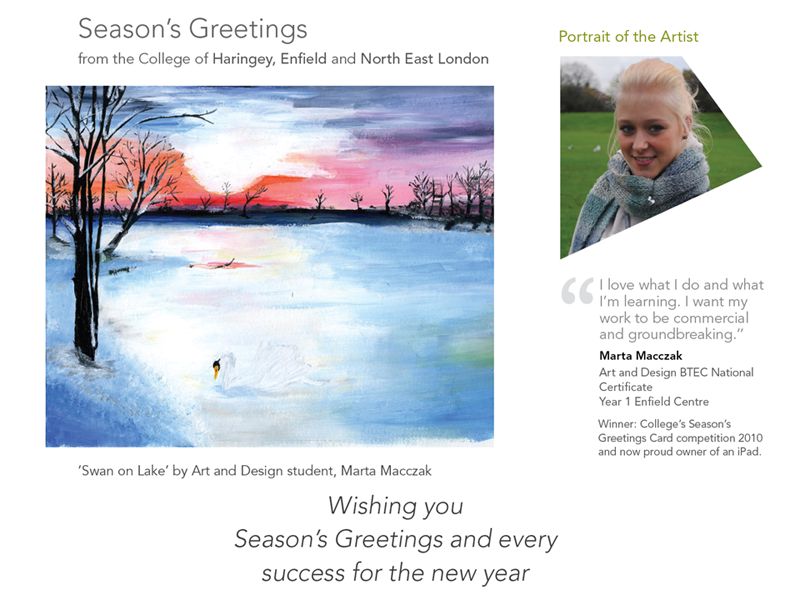 Season's Greetings
from the College of Haringey, Enfield and North East London
Portrait of the Artist
“I love what I do and what
I'm learning. I want my
work to be commercial
and groundbreaking.”
Marta Macczak
Art and Design BTEC National
Certificate
Year 1 Enfield Centre
Winner: College's Season's
Greetings Card competition 2010
and now proud owner of an iPad.
‘Swan on Lake’ by Art and Design student, Marta Macczak
Wishing you
Season's Greetings and every
success for the new year